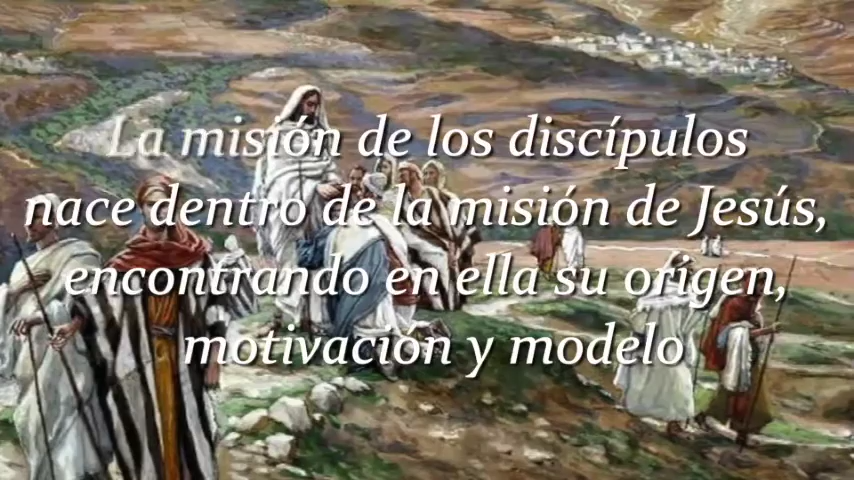 La misión de los discípulos
nace dentro de la misión de Jesús,
encontrando en ella su origen,
motivación y modelo